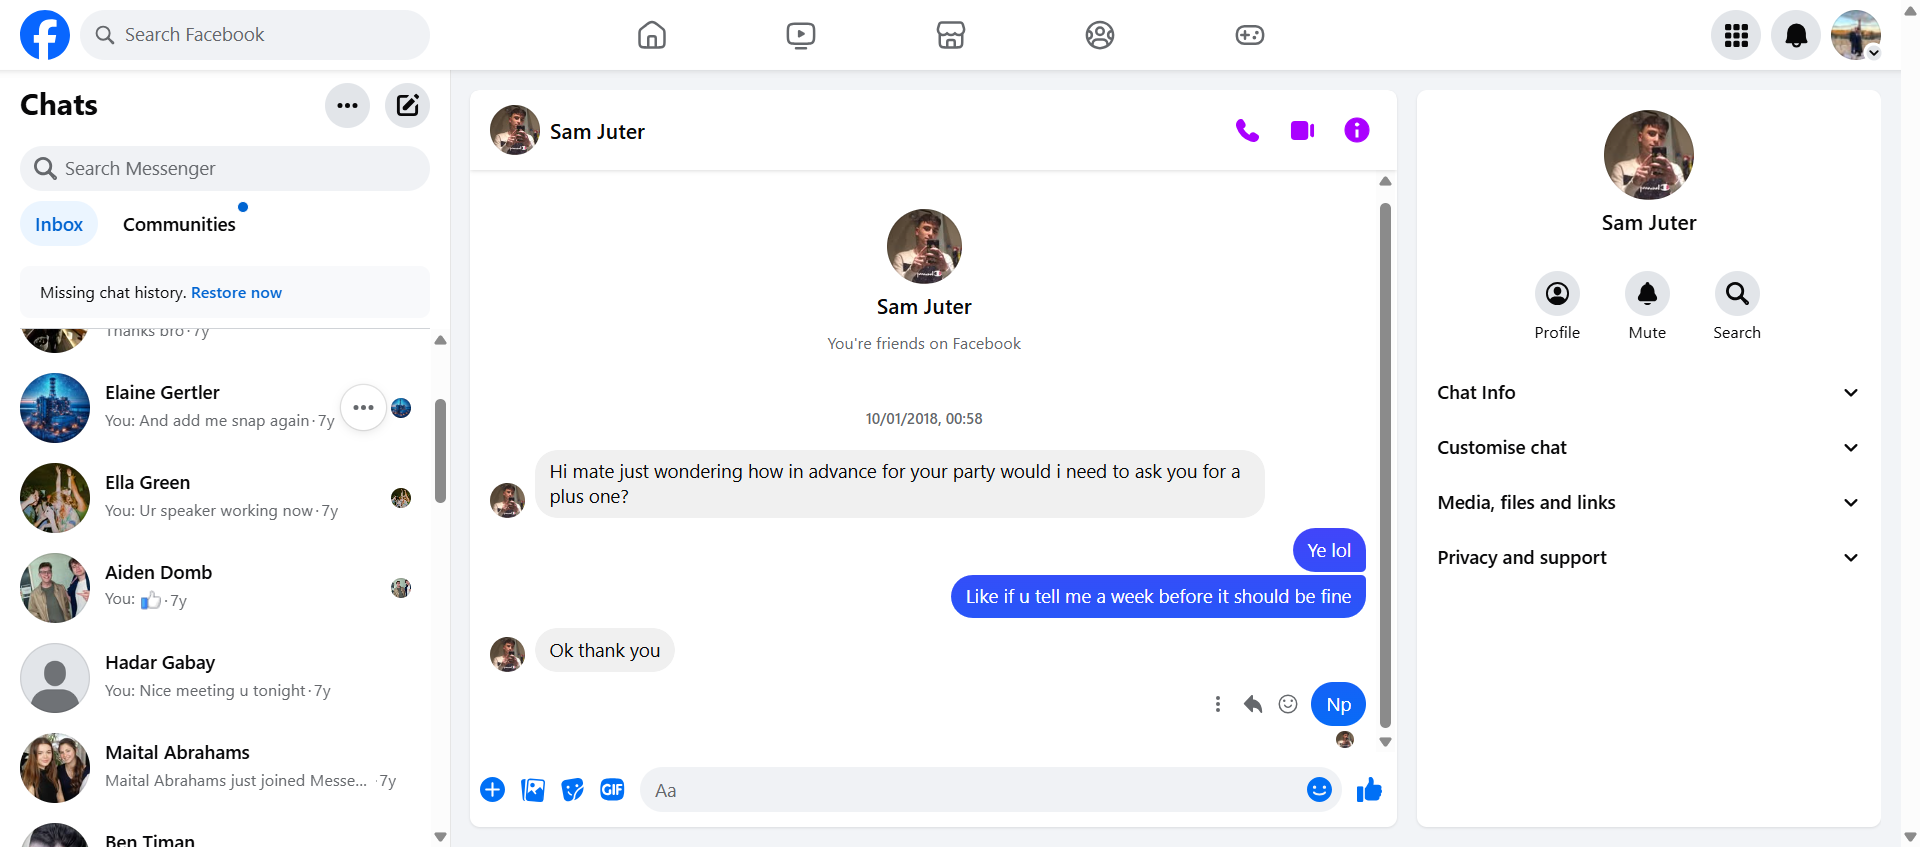 Search Facebook
Chats
Search Messenger
Inbox
Communities
Missing chat history. Restore now
Thanks bro · 7y
Elaine Gertler
You: And add me snap again · 7y
Ella Green
You: Ur speaker working now · 7y
Aiden Domb
You: 👍 · 7y
Hadar Gabay
You: Nice meeting u tonight · 7y
Maital Abrahams
Maital Abrahams just joined Messe... · 7y
Ben Timan
Sam Juter
Sam Juter
You're friends on Facebook
10/01/2018, 00:58
Hi mate just wondering how in advance for your party would i need to ask you for a
plus one?
Ye lol
Like if u tell me a week before it should be fine
Ok thank you
Np
GIF
Aa
Sam Juter
Profile
Mute
Search
Chat Info
Customise chat
Media, files and links
Privacy and support